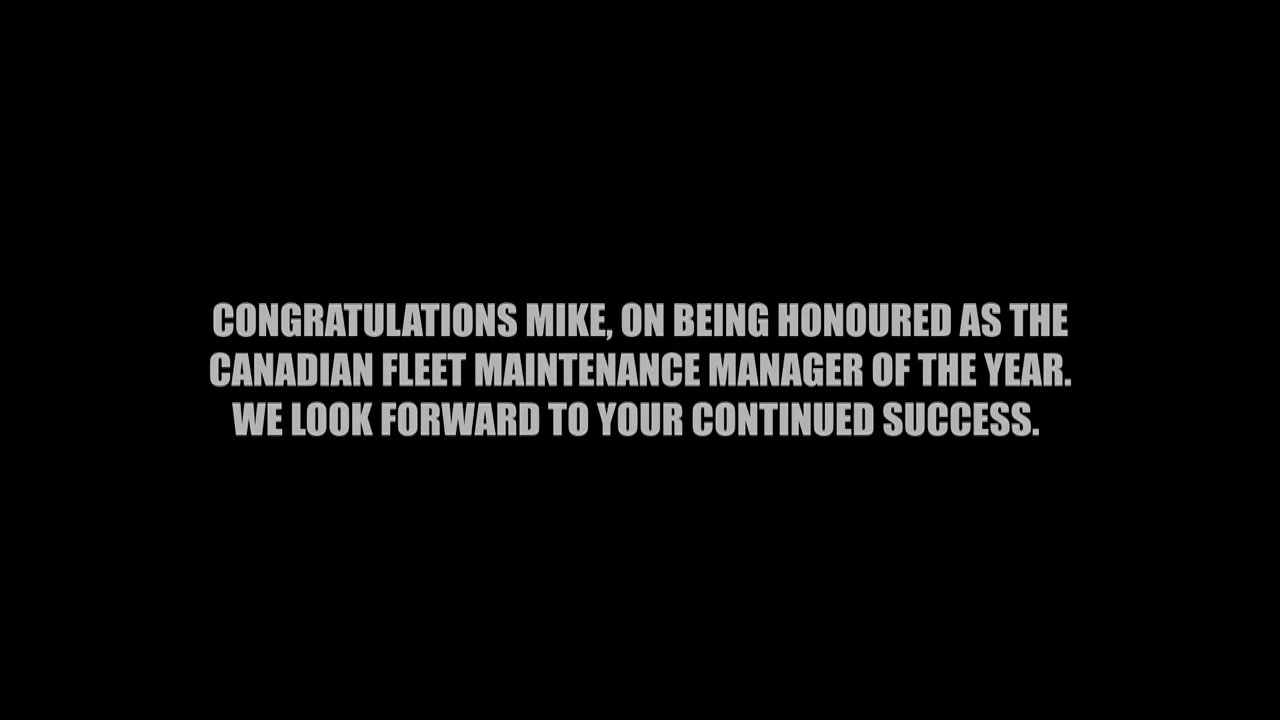 CONGRATULATIONS MIKE, ON BEING HONOURED AS THE
CANADIAN FLEET MAINTENANCE MANAGER OF THE YEAR.
WE LOOK FORWARD TO YOUR CONTINUED SUCCESS.